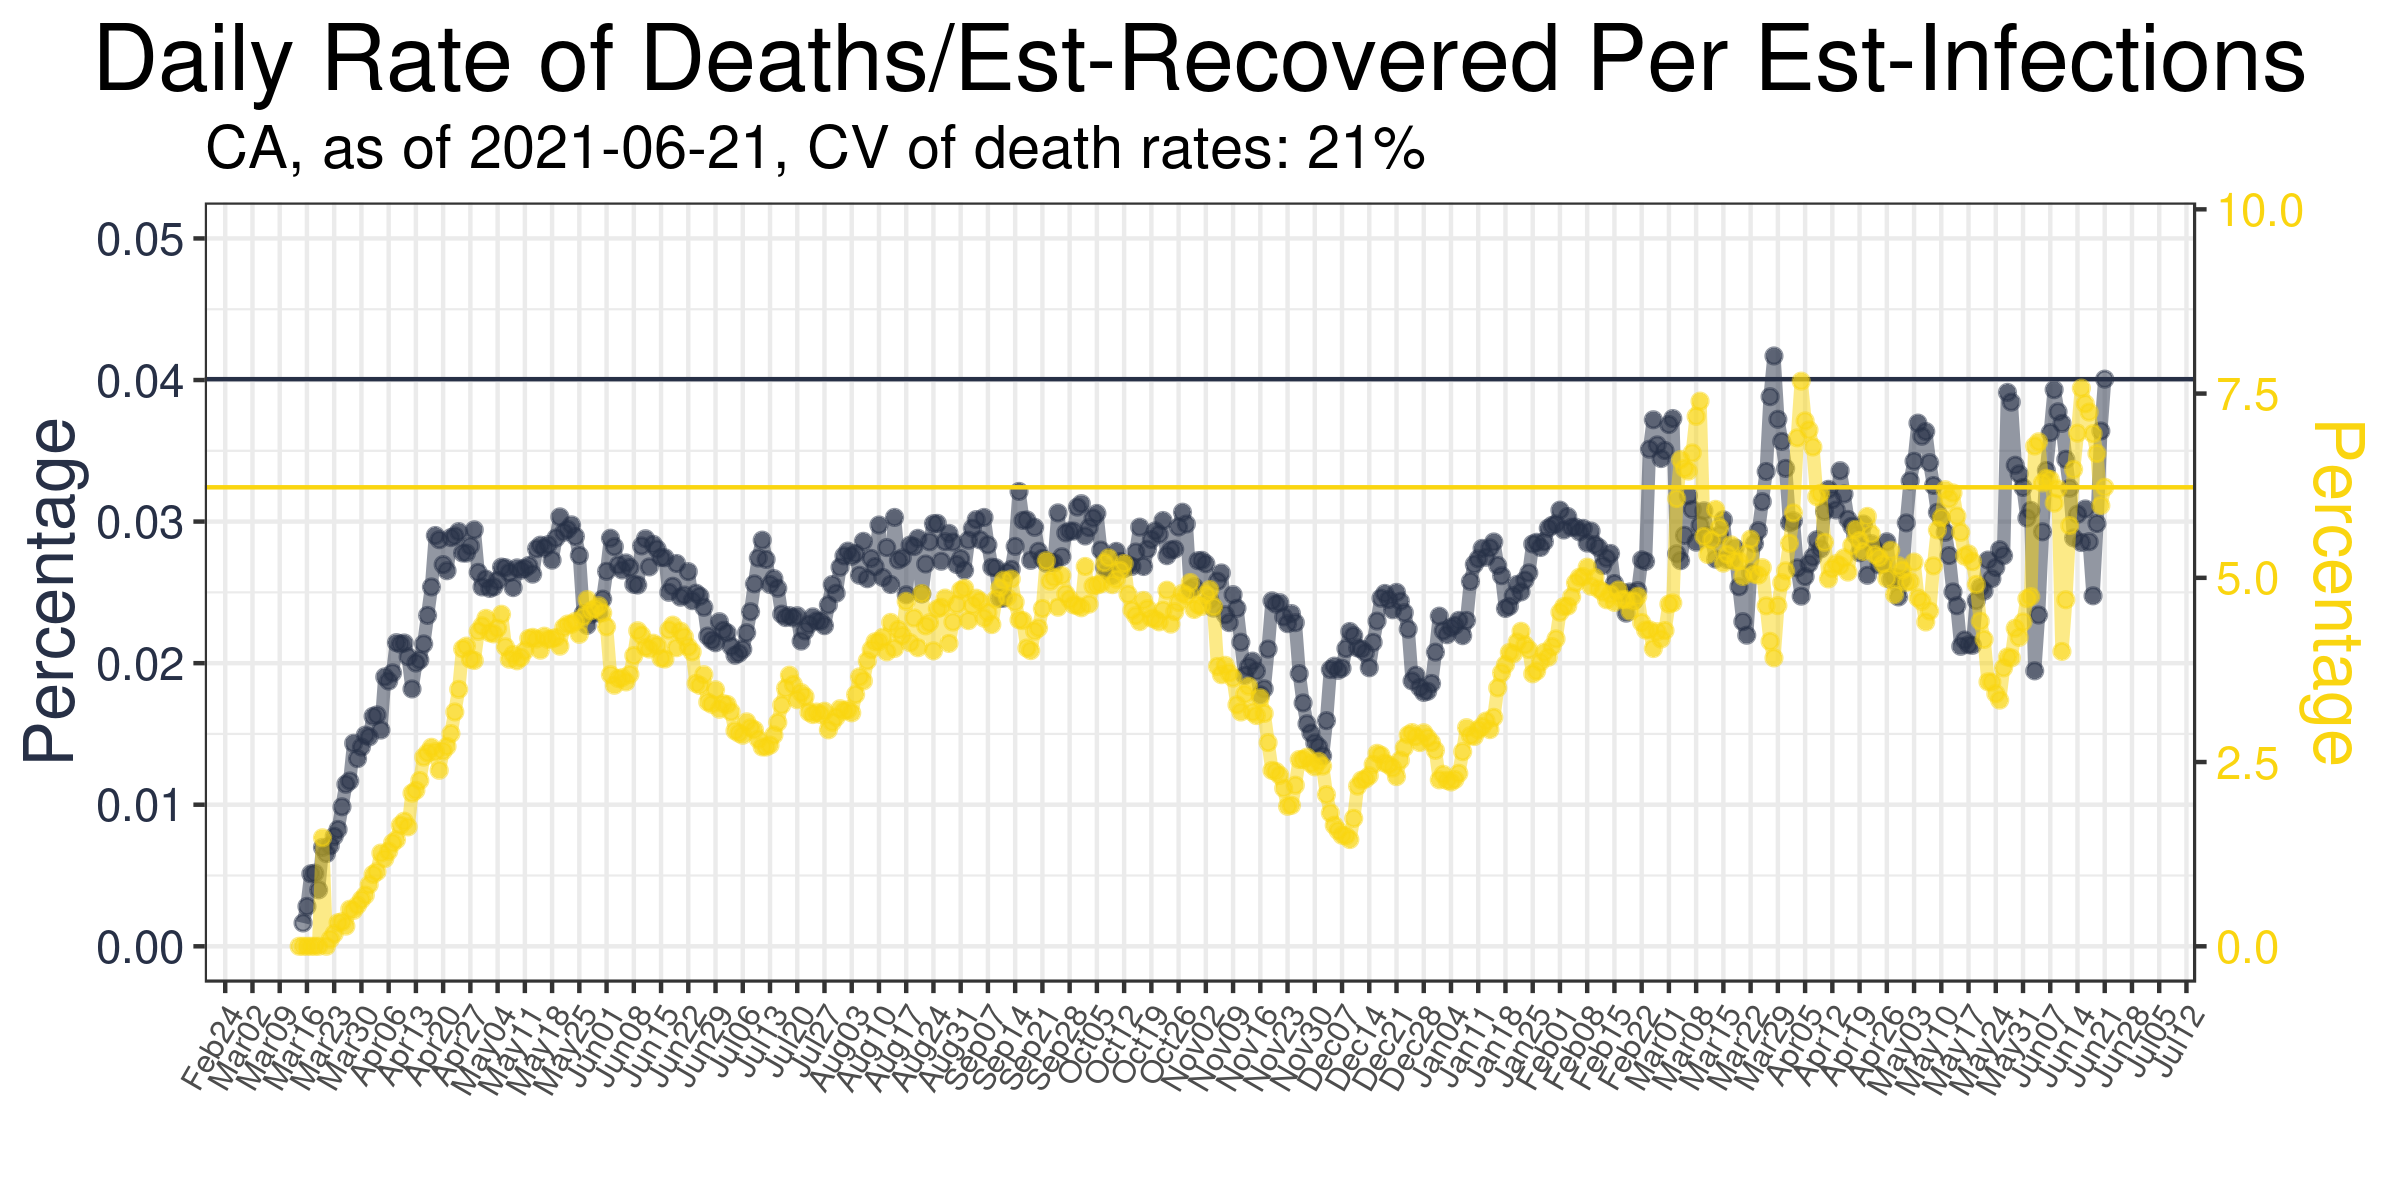 Daily Rate of Deaths/Est-Recovered Per Est-Infections
CA, as of 2021-06-21, CV of death rates: 21%
Percentage
0.05
0.04
0.03
0.02
0.01
0.00
10.0
7.5
5.0
2.5
0.0
Percentage
Feb24
Mar02
Mar09
Mar16
Mar23
Mar30
Apr06
Apr13
Apr20
Apr27
May04
May11
May18
May25
Jun01
Jun08
Jun15
Jun22
Jun29
Jul06
Jul13
Jul20
Jul27
Aug03
Aug10
Aug17
Aug24
Aug31
Sep07
Sep14
Sep21
Sep28
Oct05
Oct12
Oct19
Oct26
Nov02
Nov09
Nov16
Nov23
Nov30
Dec07
Dec14
Dec21
Dec28
Jan04
Jan11
Jan18
Jan25
Feb01
Feb08
Feb15
Feb22
Mar01
Mar08
Mar15
Mar22
Mar29
Apr05
Apr12
Apr19
Apr26
May03
May10
May17
May24
May31
Jun07
Jun14
Jun21
Jun28
Jul05
Jul12